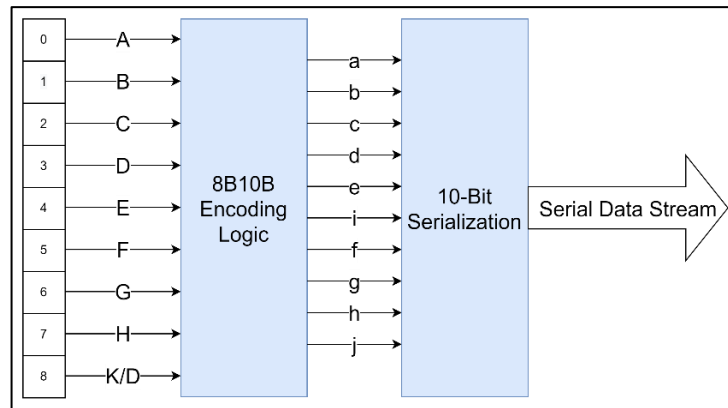 0
A
1
B
2
C
3
D
4
E
5
F
6
G
7
H
8
K/D
8B10B
Encoding
Logic
a
b
c
d
e
i
f
g
h
j
10-Bit
Serialization
Serial Data Stream